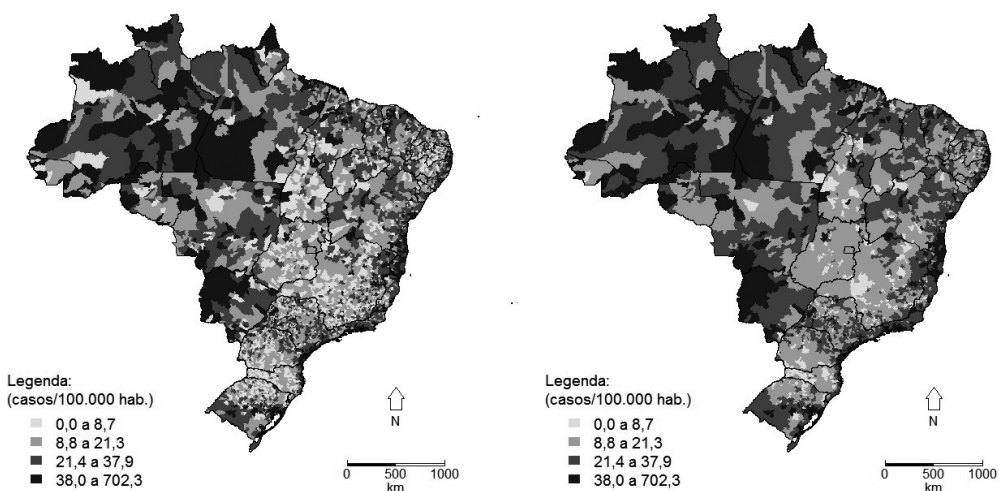 Legenda:
(casos/100.000 hab.)
0,0 a 8,7
8,8 a 21,3
21,4 a 37,9
38,0 a 702,3
N
0 500 1000
km
Legenda:
(casos/100.000 hab.)
0,0 a 8,7
8,8 a 21,3
21,4 a 37,9
38,0 a 702,3
N
0 500 1000
km